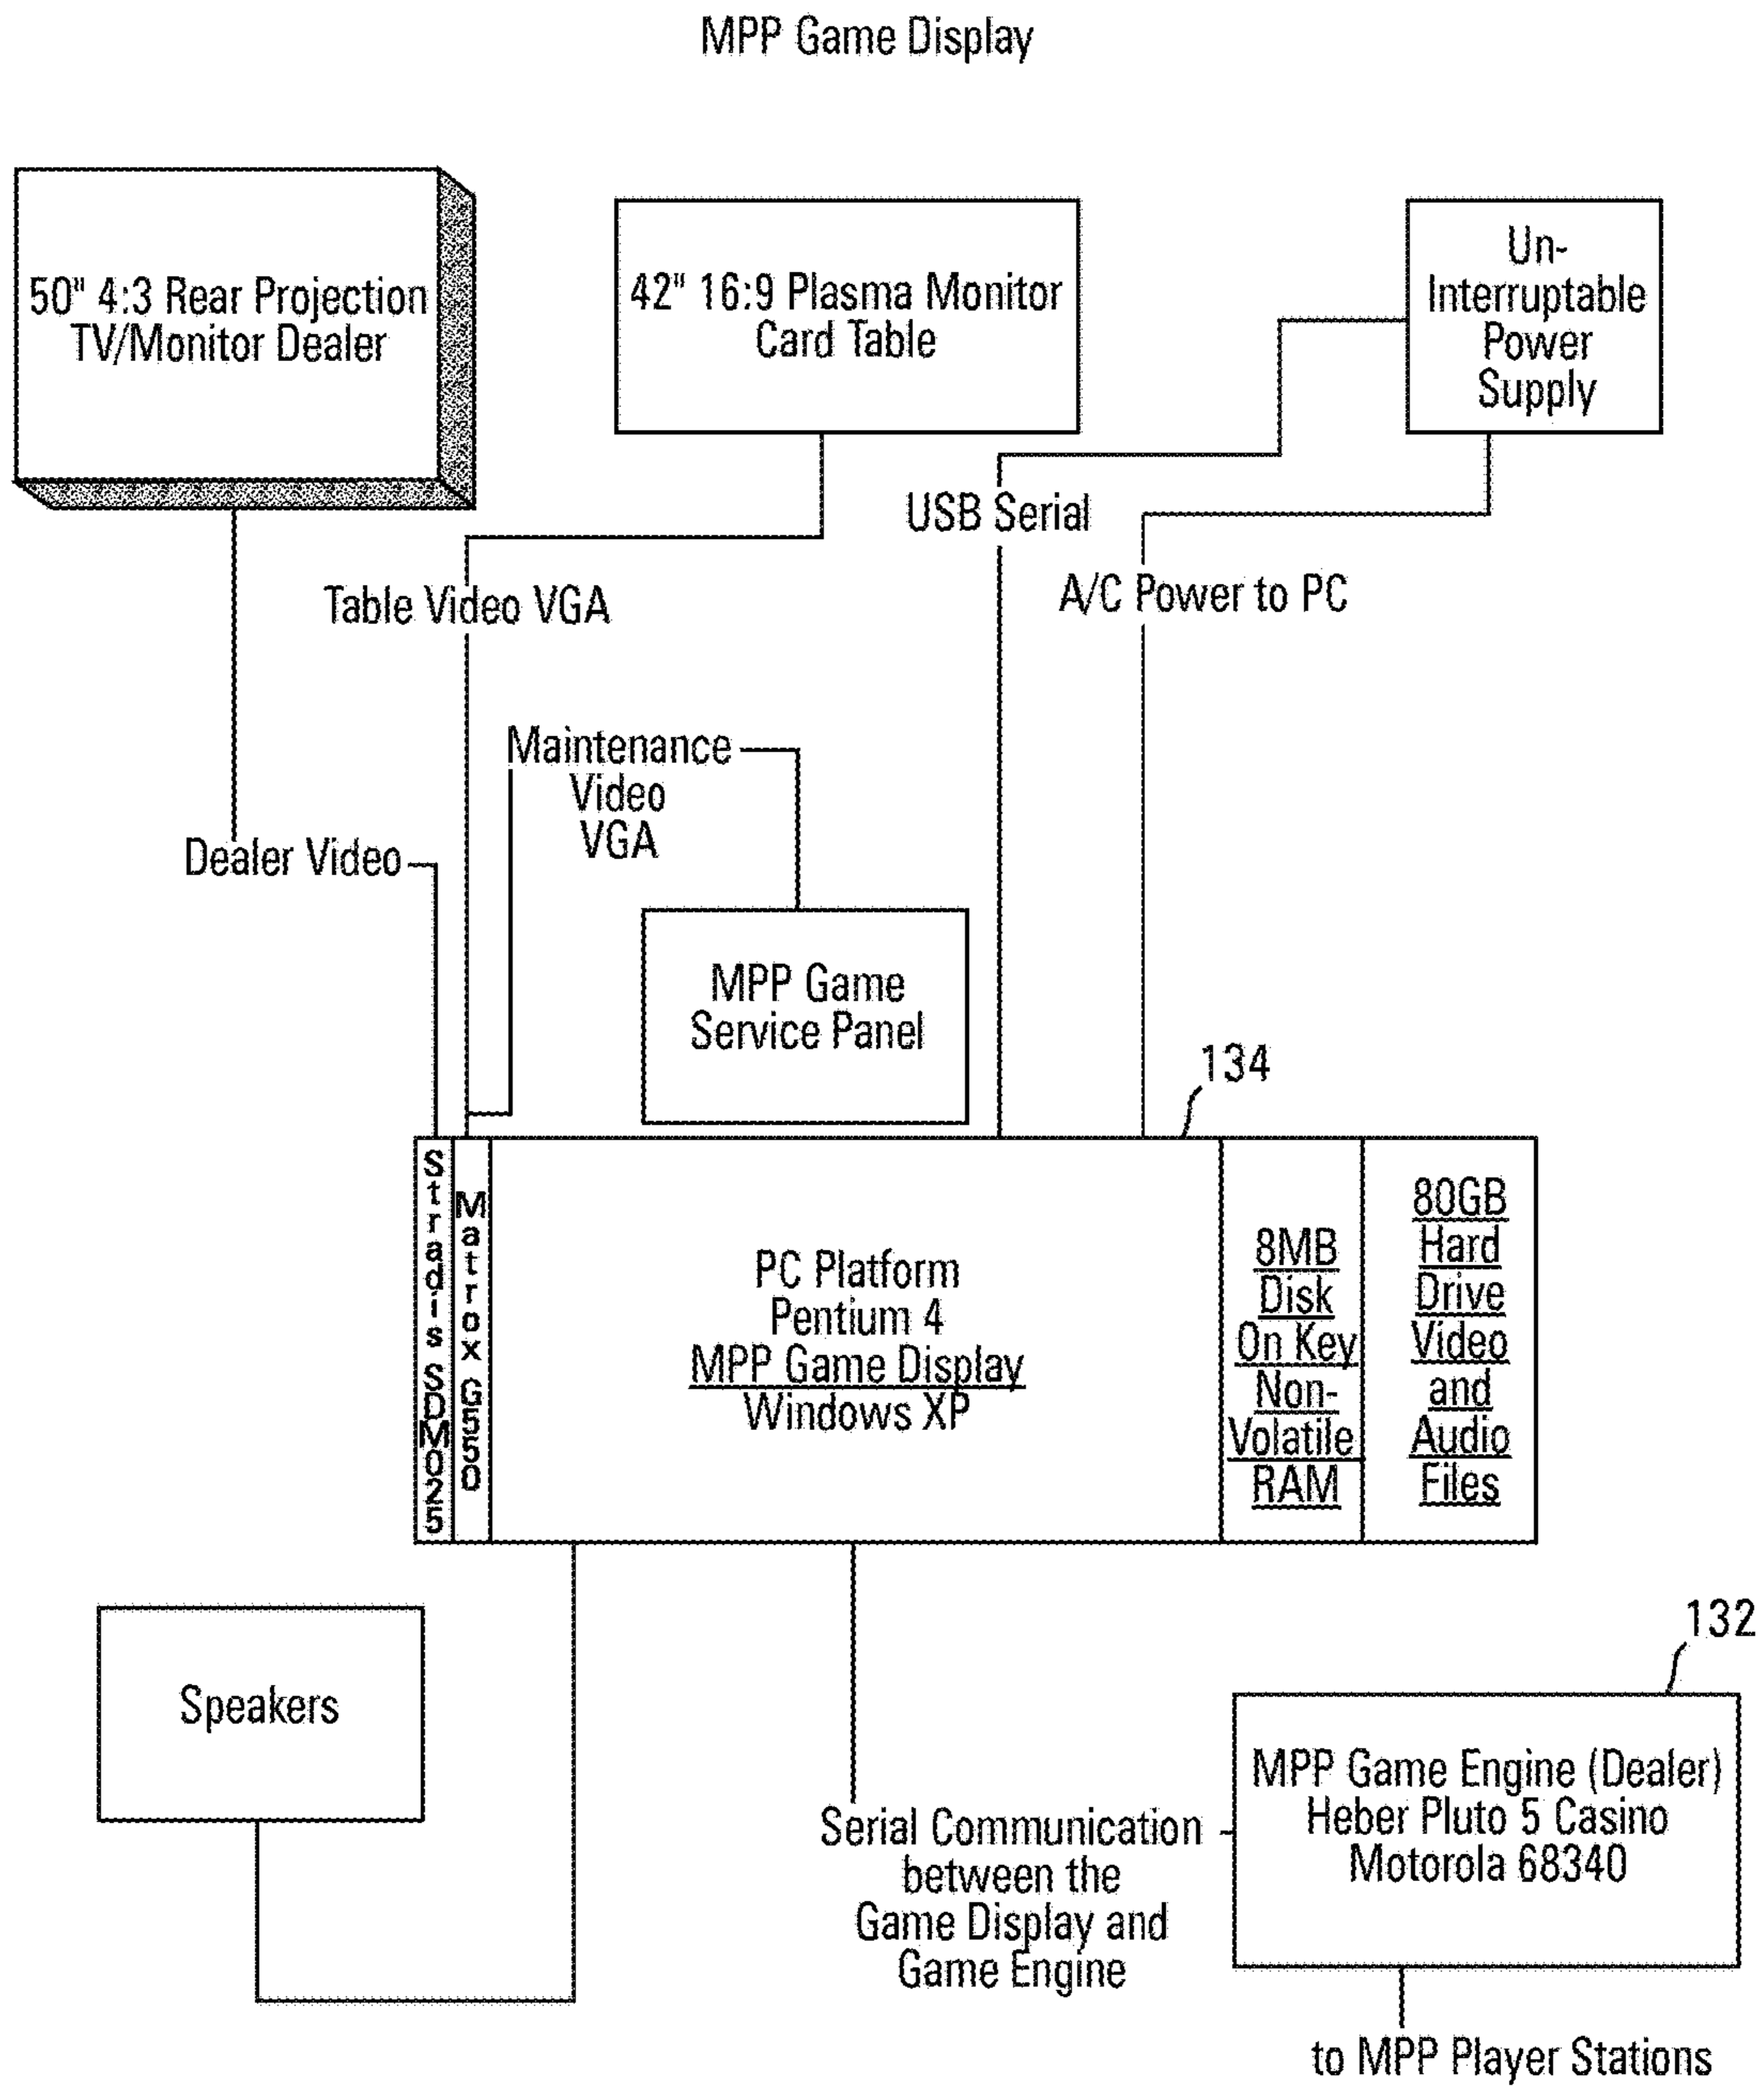 MPP Game Display
50" 4:3 Rear Projection
TV/Monitor Dealer
42" 16:9 Plasma Monitor
Card Table
Un-
Interruptable
Power
Supply
USB Serial
A/C Power to PC
Table Video VGA
Maintenance
Video
VGA
Dealer Video
MPP Game
Service Panel
134
Stradis SDM025
Matrox G550
PC Platform
Pentium 4
MPP Game Display
Windows XP
8MB
Disk
On Key
Non-
Volatile
RAM
80GB
Hard
Drive
Video
and
Audio
Files
Speakers
132
MPP Game Engine (Dealer)
Heber Pluto 5 Casino
Motorola 68340
Serial Communication
between the
Game Display and
Game Engine
to MPP Player Stations